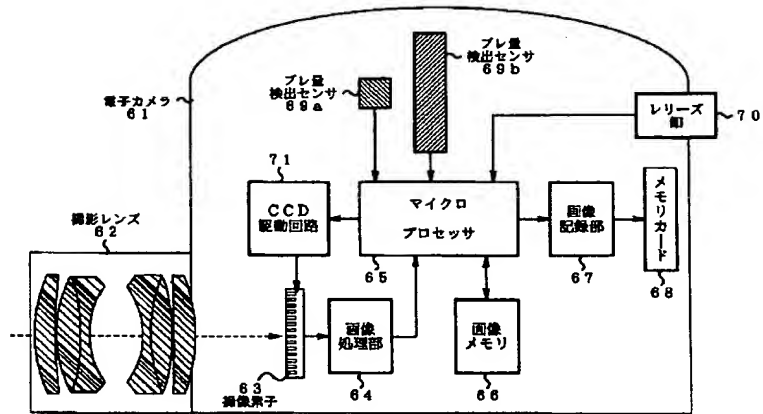 ブレ量
検出センサ
69b
ブレ量
検出センサ
69a
電子カメラ
61
レリーズ
釦
70
71
CCD
駆動回路
マイクロ
プロセッサ
65
画像
記録部
67
メモリカード
68
撮影レンズ
62
画像
処理部
64
画像
メモリ
66
63
撮像素子